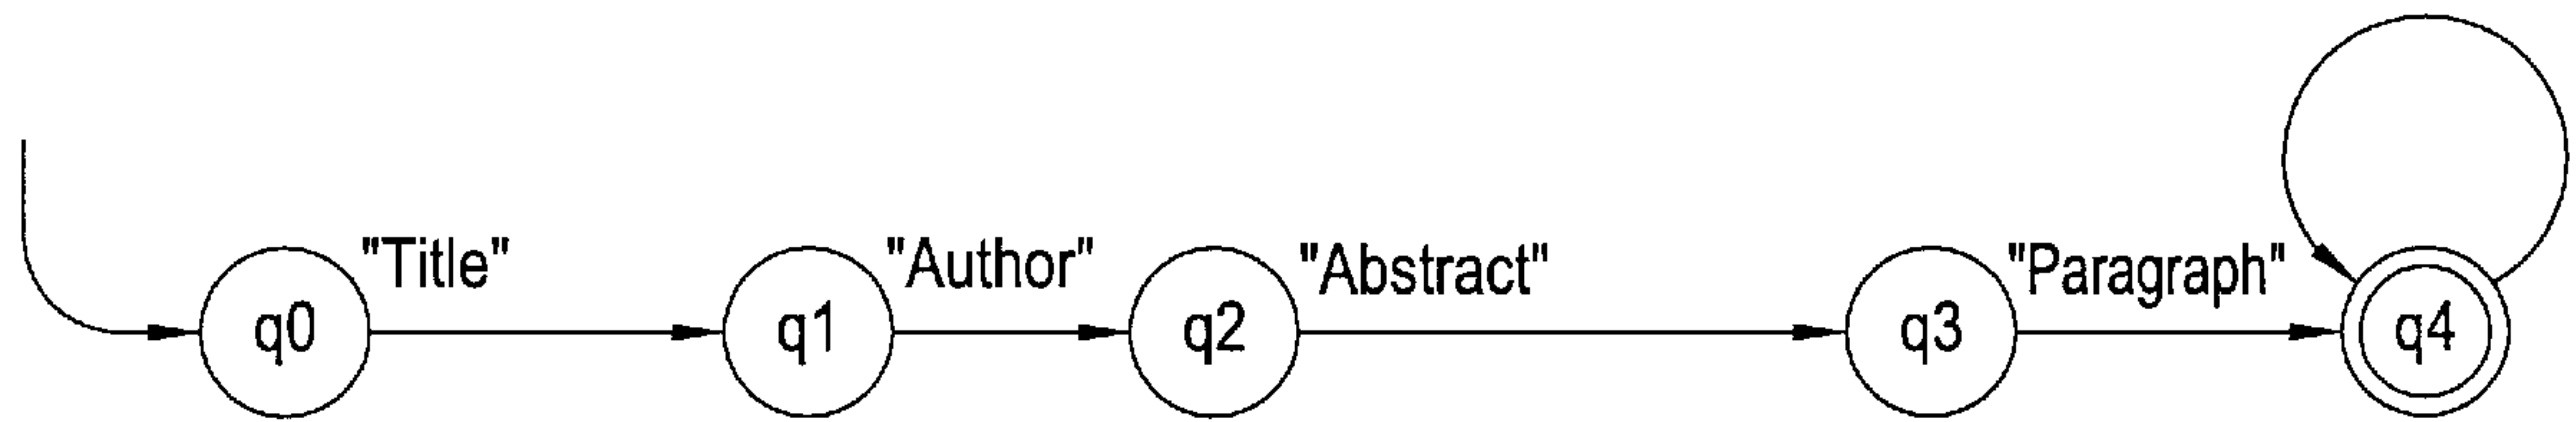 "Title" "Author" "Abstract" "Paragraph"
q0 q1 q2 q3 q4